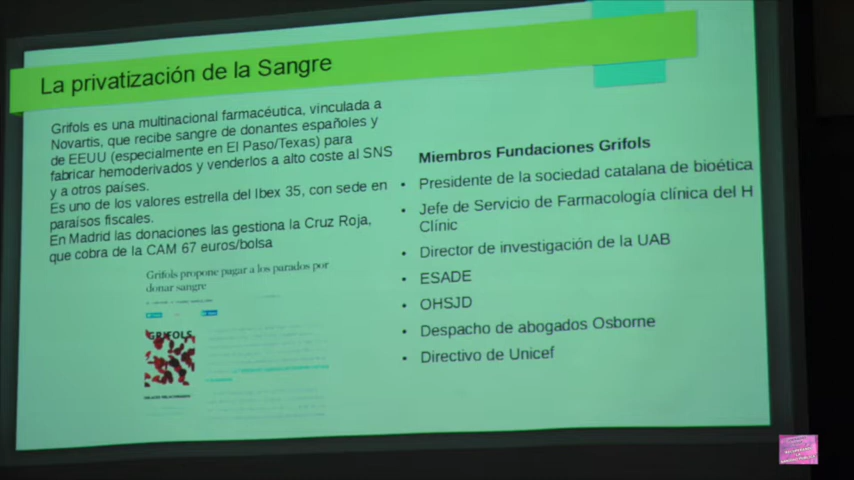 La privatización de la Sangre
Grifols es una multinacional farmacéutica, vinculada a
Novartis, que recibe sangre de donantes españoles y
de EEUU (especialmente en El Paso/Texas) para
fabricar hemoderivados y venderlos a alto coste al SNS
y a otros países.
Es uno de los valores estrella del Ibex 35, con sede en
paraísos fiscales.
En Madrid las donaciones las gestiona la Cruz Roja,
que cobra de la CAM 67 euros/bolsa
Grifols propone pagar a los parados por
donar sangre
GRIFOLS
Miembros Fundaciones Grifols
• Presidente de la sociedad catalana de bioética
• Jefe de Servicio de Farmacología clínica del H
Clínic
• Director de investigación de la UAB
• ESADE
• OHSJD
• Despacho de abogados Osborne
• Directivo de Unicef